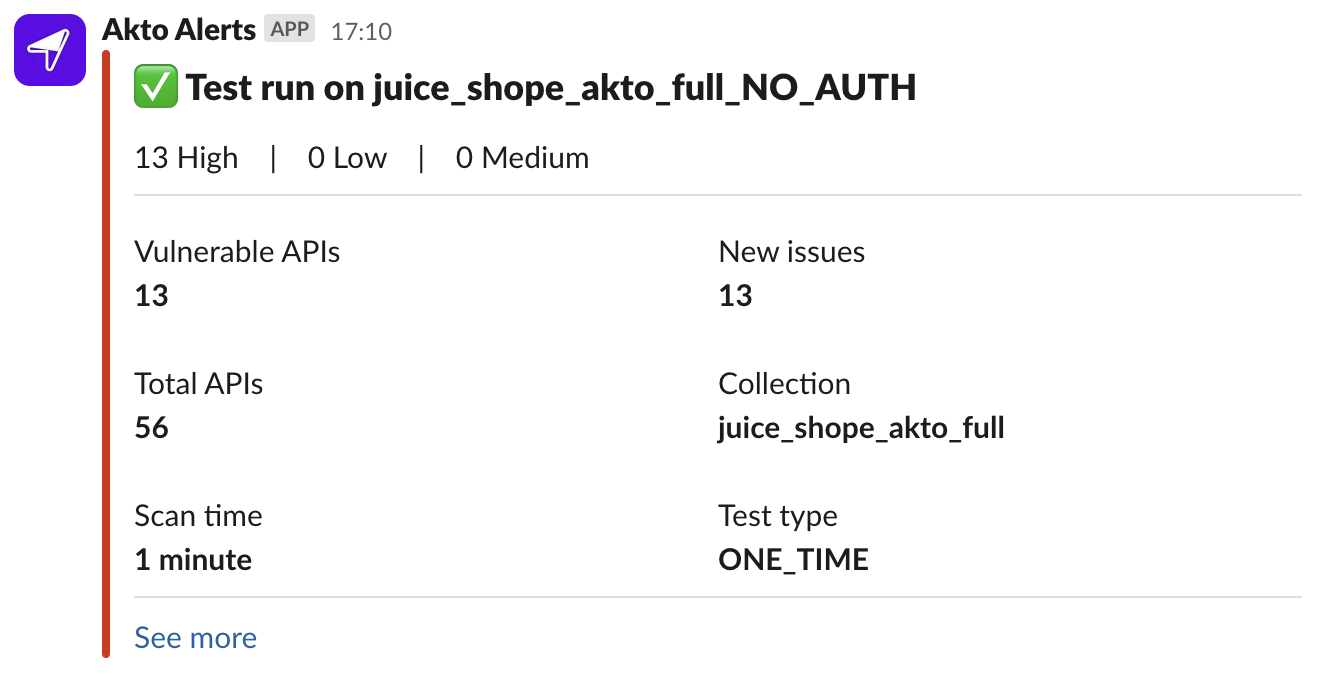 Akto Alerts APP 17:10
✅ Test run on juice_shope_akto_full_NO_AUTH
13 High | 0 Low | 0 Medium
Vulnerable APIs New issues
13 13
Total APIs Collection
56 juice_shope_akto_full
Scan time Test type
1 minute ONE_TIME
See more